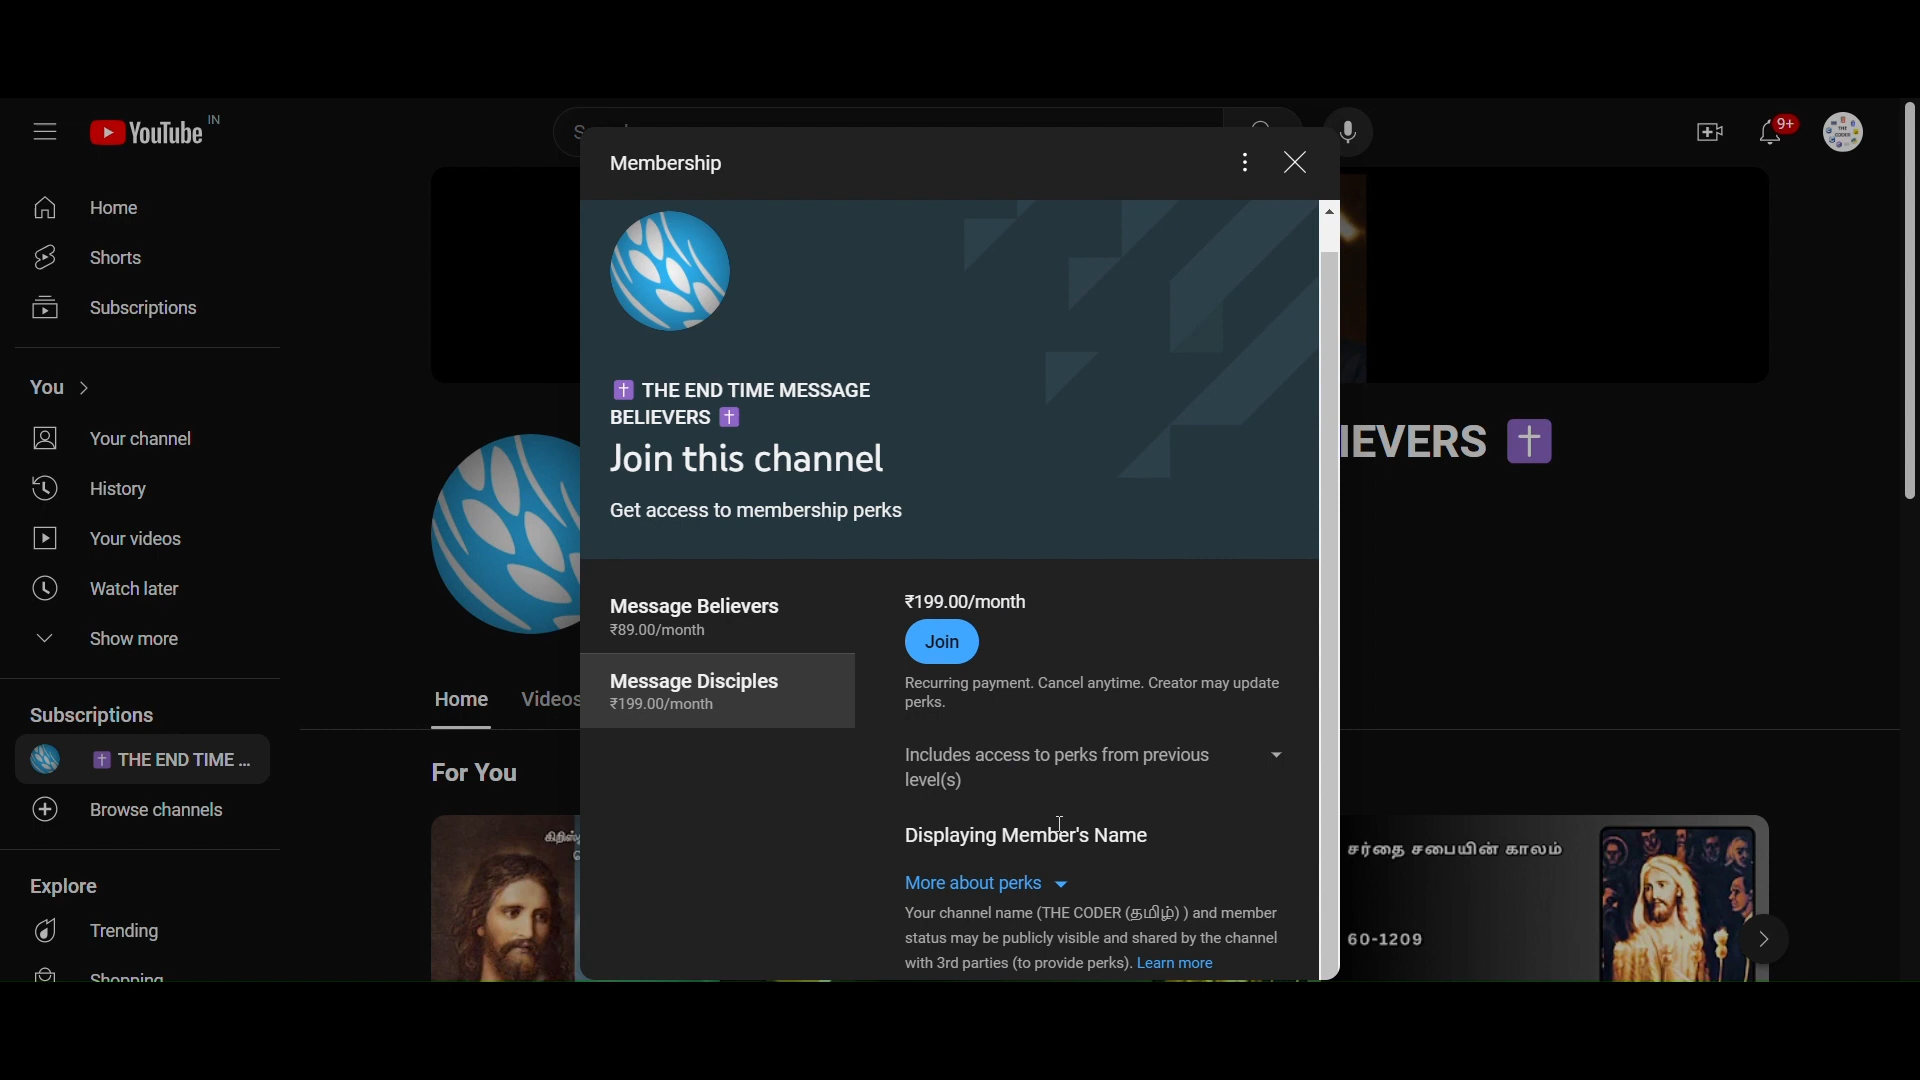 YouTube IN
9+
Home
Shorts
Subscriptions
You
Your channel
History
Your videos
Watch later
Show more
Subscriptions
✝ THE END TIME ...
Browse channels
Explore
Trending
Shopping
Membership
✝ THE END TIME MESSAGE
BELIEVERS ✝
Join this channel
Get access to membership perks
Message Believers
₹89.00/month
Message Disciples
₹199.00/month
₹199.00/month
Join
Recurring payment. Cancel anytime. Creator may update
perks.
Includes access to perks from previous
level(s)
Displaying Member's Name
More about perks
Your channel name (THE CODER (தமிழ்) ) and member
status may be publicly visible and shared by the channel
with 3rd parties (to provide perks). Learn more
IEVERS ✝
Home Videos
For You
சர்தை சபையின் காலம்
60-1209